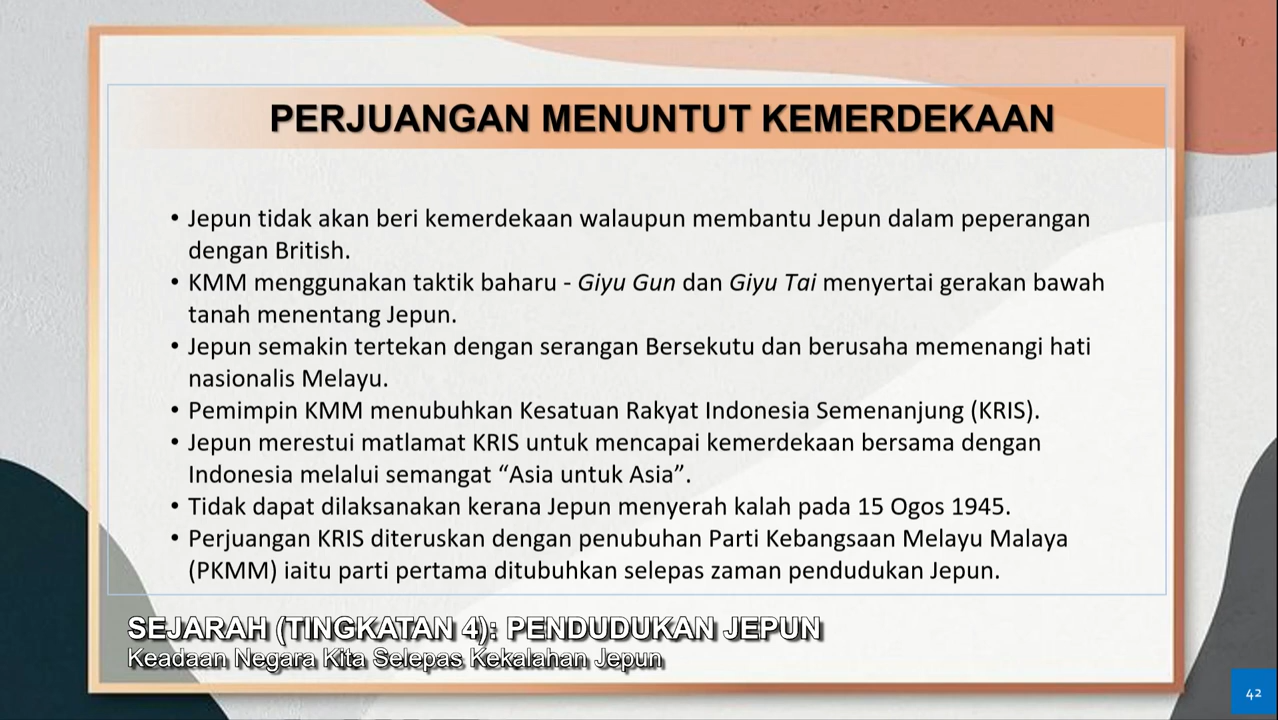 PERJUANGAN MENUNTUT KEMERDEKAAN
• Jepun tidak akan beri kemerdekaan walaupun membantu Jepun dalam peperangan
dengan British.
• KMM menggunakan taktik baharu - Giyu Gun dan Giyu Tai menyertai gerakan bawah
tanah menentang Jepun.
• Jepun semakin tertekan dengan serangan Bersekutu dan berusaha memenangi hati
nasionalis Melayu.
• Pemimpin KMM menubuhkan Kesatuan Rakyat Indonesia Semenanjung (KRIS).
• Jepun merestui matlamat KRIS untuk mencapai kemerdekaan bersama dengan
Indonesia melalui semangat “Asia untuk Asia”.
• Tidak dapat dilaksanakan kerana Jepun menyerah kalah pada 15 Ogos 1945.
• Perjuangan KRIS diteruskan dengan penubuhan Parti Kebangsaan Melayu Malaya
(PKMM) iaitu parti pertama ditubuhkan selepas zaman pendudukan Jepun.
SEJARAH (TINGKATAN 4): PENDUDUKAN JEPUN
Keadaan Negara Kita Selepas Kekalahan Jepun
42